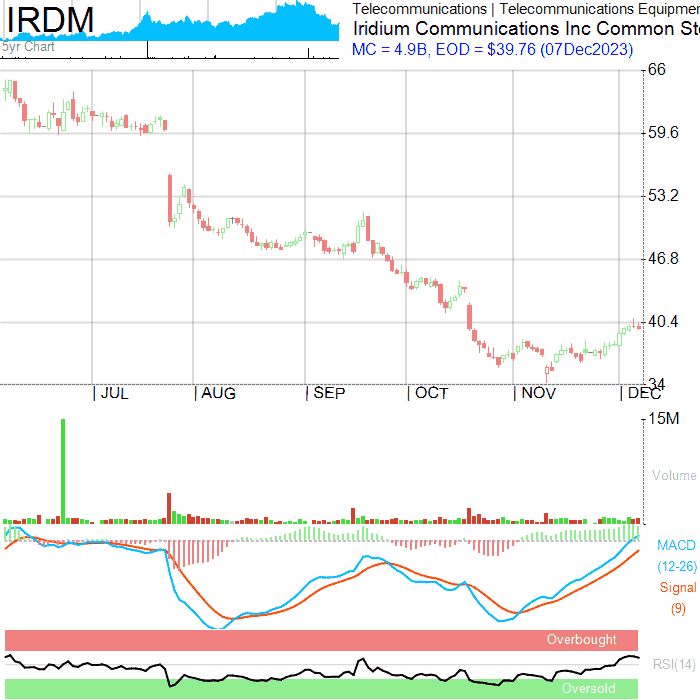 IRDM
5yr Chart
Telecommunications | Telecommunications Equipmen
Iridium Communications Inc Common Sto
MC = 4.9B, EOD = $39.76 (07Dec2023)
66
59.6
53.2
46.8
40.4
34
JUL AUG SEP OCT NOV DEC
15M
Volume
MACD
(12-26)
Signal
(9)
Overbought
RSI(14)
Oversold